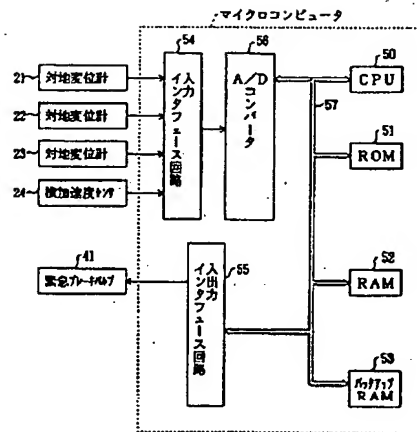 マイクロコンピュータ
54
56
50
21
対地変位計
入力インタフェース回路
A/Dコンバータ
CPU
57
22
対地変位計
51
23
対地変位計
ROM
24
横加速度センサ
41
緊急ブレーキバルブ
入出力インタフェース回路
55
52
RAM
53
バックアップ
RAM